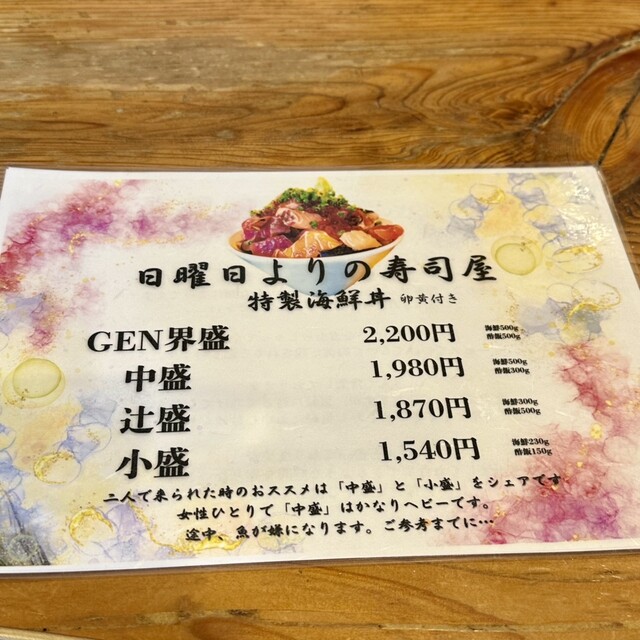 日曜日よりの寿司屋
特製海鮮丼 卵黄付き
GEN界盛 2,200円 海鮮500g 酢飯500g
中盛 1,980円 海鮮500g 酢飯300g
辻盛 1,870円 海鮮300g 酢飯500g
小盛 1,540円 海鮮230g 酢飯150g
二人で来られた時のおススメは「中盛」と「小盛」をシェアです
女性ひとりで「中盛」はかなりヘビーです。
途中、魚が嫌になります。ご参考までに…